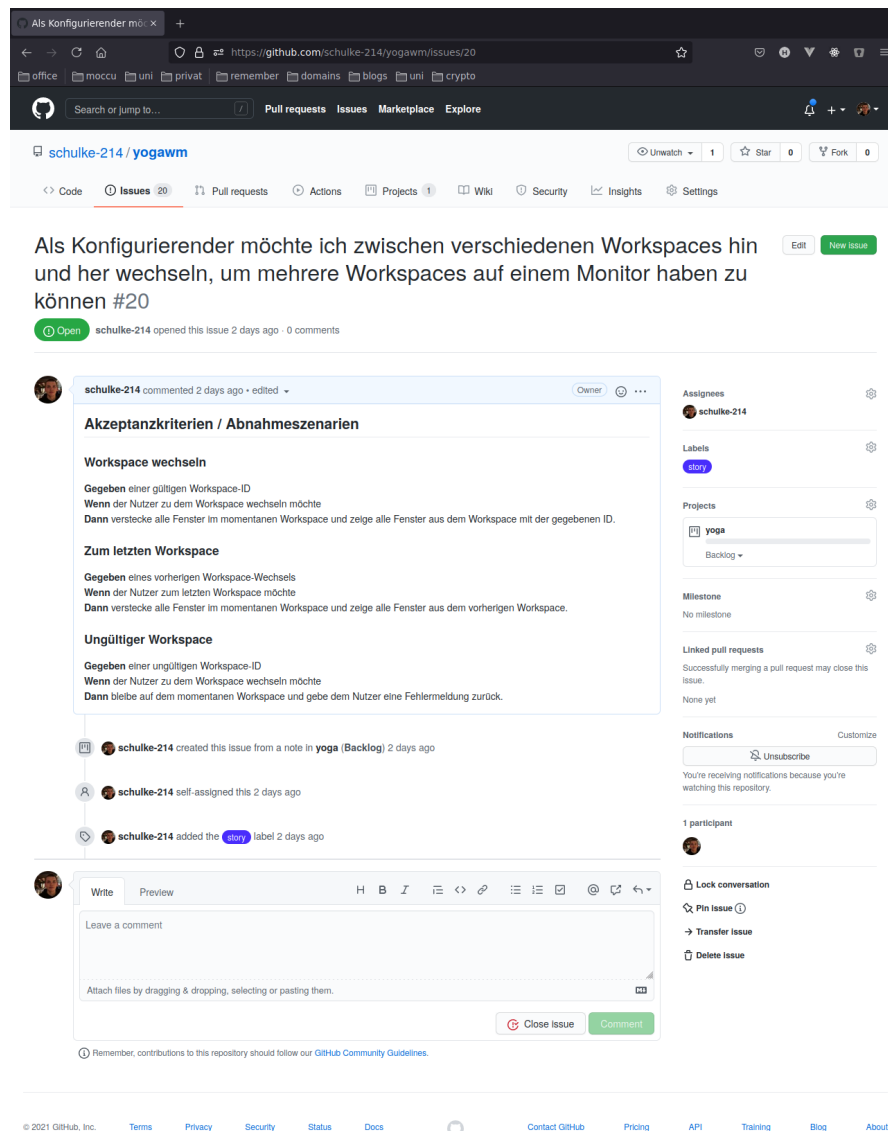 Als Konfigurierender möc
https://github.com/schulke-214/yogawm/issues/20
office moccu uni privat remember domains blogs uni crypto
Search or jump to... / Pull requests Issues Marketplace Explore
schulke-214 / yogawm Unwatch 1 Star 0 Fork 0
Code Issues 20 Pull requests Actions Projects 1 Wiki Security Insights Settings
Als Konfigurierender möchte ich zwischen verschiedenen Workspaces hin
und her wechseln, um mehrere Workspaces auf einem Monitor haben zu
können #20
Edit New issue
Open schulke-214 opened this issue 2 days ago · 0 comments
schulke-214 commented 2 days ago • edited Owner
Akzeptanzkriterien / Abnahmeszenarien
Workspace wechseln
Gegeben einer gültigen Workspace-ID
Wenn der Nutzer zu dem Workspace wechseln möchte
Dann verstecke alle Fenster im momentanen Workspace und zeige alle Fenster aus dem Workspace mit der gegebenen ID.
Zum letzten Workspace
Gegeben eines vorherigen Workspace-Wechsels
Wenn der Nutzer zum letzten Workspace möchte
Dann verstecke alle Fenster im momentanen Workspace und zeige alle Fenster aus dem vorherigen Workspace.
Ungültiger Workspace
Gegeben einer ungültigen Workspace-ID
Wenn der Nutzer zu dem Workspace wechseln möchte
Dann bleibe auf dem momentanen Workspace und gebe dem Nutzer eine Fehlermeldung zurück.
schulke-214 created this issue from a note in yoga (Backlog) 2 days ago
schulke-214 self-assigned this 2 days ago
schulke-214 added the story label 2 days ago
Write Preview H B I
Leave a comment
Attach files by dragging & dropping, selecting or pasting them.
Close issue Comment
Remember, contributions to this repository should follow our GitHub Community Guidelines.
Assignees
schulke-214
Labels
story
Projects
yoga
Backlog
Milestone
No milestone
Linked pull requests
Successfully merging a pull request may close this
issue.
None yet
Notifications Customize
Unsubscribe
You're receiving notifications because you're
watching this repository.
1 participant
Lock conversation
Pin issue
Transfer issue
Delete issue
© 2021 GitHub, Inc. Terms Privacy Security Status Docs Contact GitHub Pricing API Training Blog About